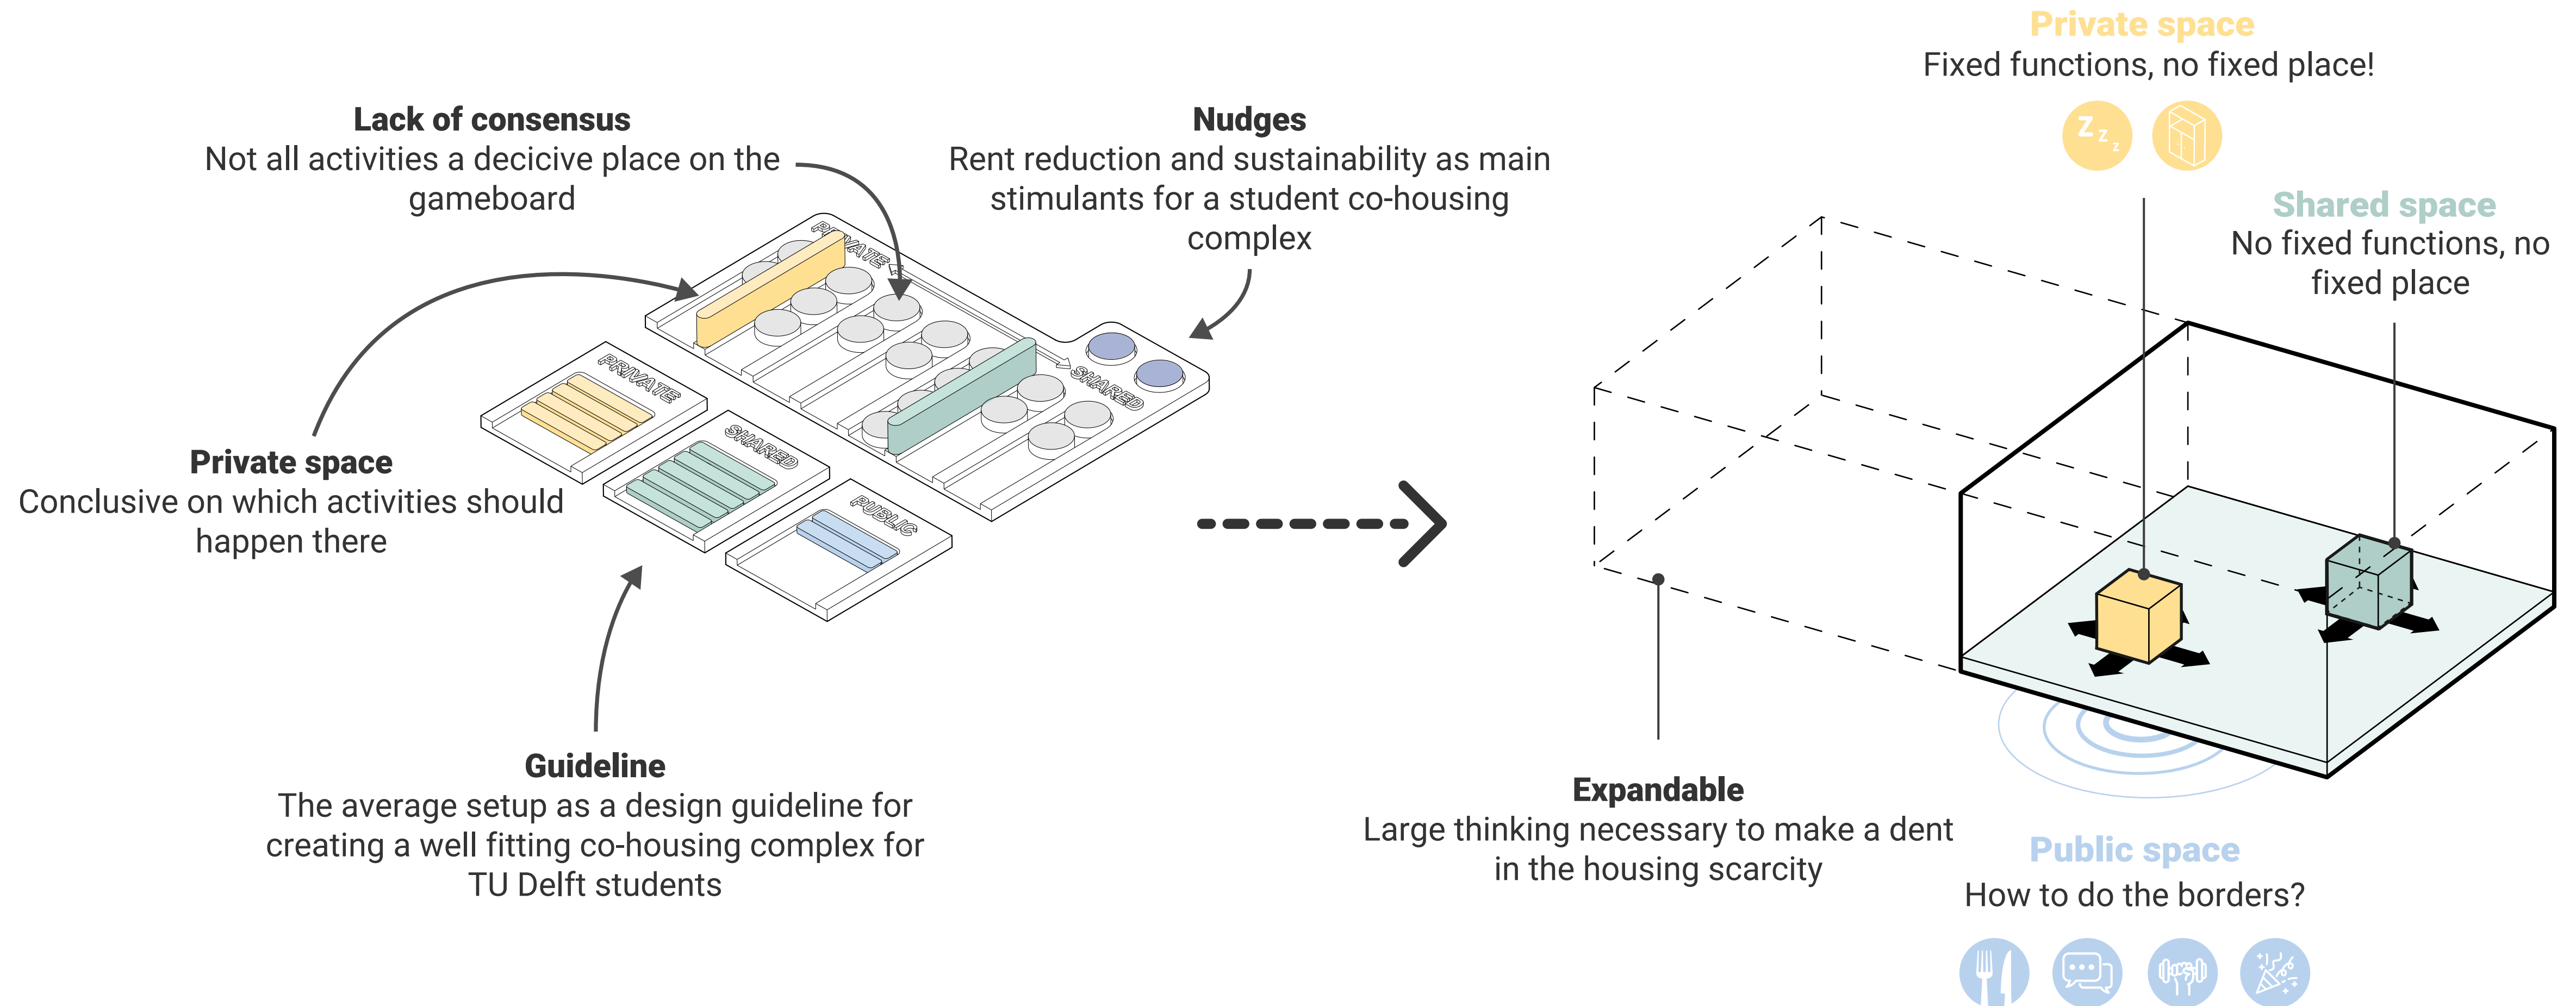 Private space
Fixed functions, no fixed place!
z z z
Lack of consensus
Not all activities a decicive place on the
gameboard
Nudges
Rent reduction and sustainability as main
stimulants for a student co-housing
complex
Shared space
No fixed functions, no
fixed place
PRIVATE
SHARED
PRIVATE
SHARED
PUBLIC
Private space
Conclusive on which activities should
happen there
Guideline
The average setup as a design guideline for
creating a well fitting co-housing complex for
TU Delft students
Expandable
Large thinking necessary to make a dent
in the housing scarcity
Public space
How to do the borders?